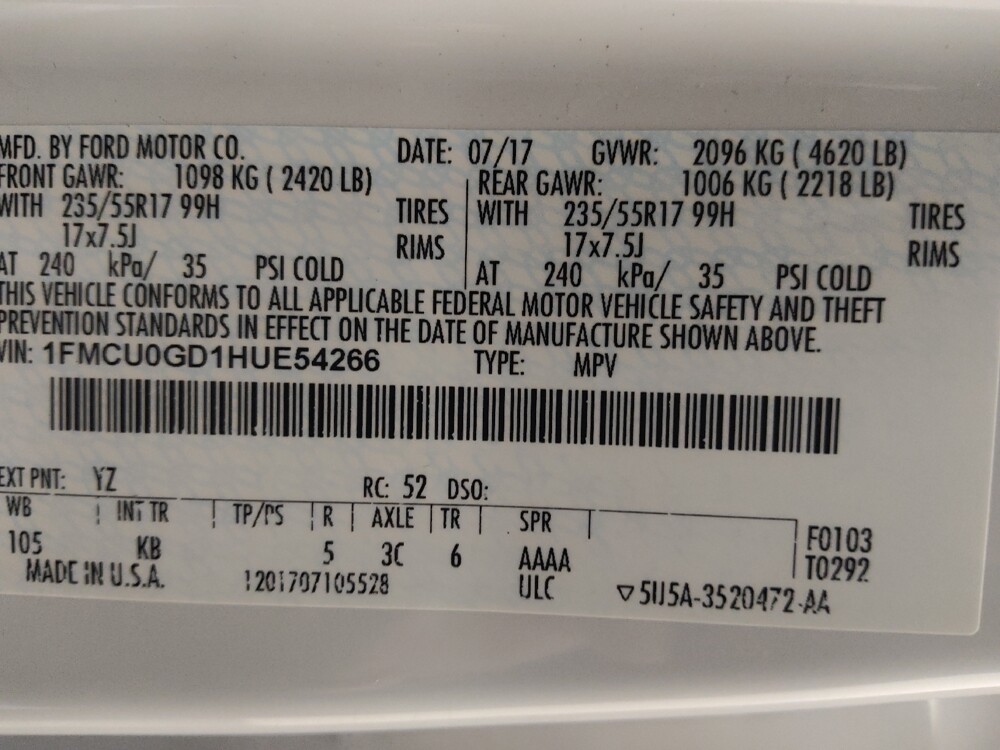 MFD. BY FORD MOTOR CO. DATE: 07/17 GVWR: 2096 KG ( 4620 LB)
FRONT GAWR: 1098 KG ( 2420 LB) REAR GAWR: 1006 KG ( 2218 LB)
WITH 235/55R17 99H TIRES WITH 235/55R17 99H TIRES
17x7.5J RIMS 17x7.5J RIMS
AT 240 kPa/ 35 PSI COLD AT 240 kPa/ 35 PSI COLD
THIS VEHICLE CONFORMS TO ALL APPLICABLE FEDERAL MOTOR VEHICLE SAFETY AND THEFT
PREVENTION STANDARDS IN EFFECT ON THE DATE OF MANUFACTURE SHOWN ABOVE.
VIN: 1FMCU0GD1HUE54266 TYPE: MPV
EXT PNT: YZ RC: 52 DSO:
WB INT TR TP/PS R AXLE TR SPR F0103
105 KB 5 3C 6 AAAA T0292
MADE IN U.S.A. 1201707105528 ULC ▽5U5A-3520472-AA